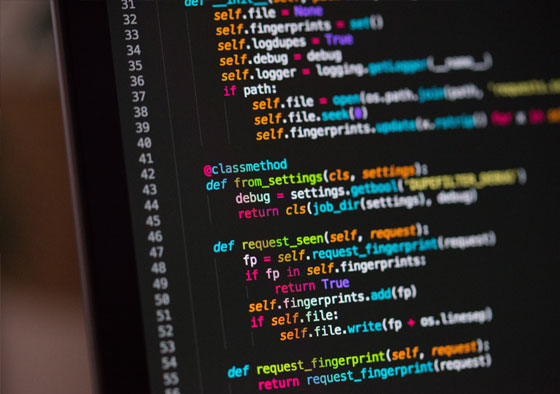 31 def __init__(self,
32 self.file = None
33 self.fingerprints = set()
34 self.logdupes = True
35 self.debug = debug
36 self.logger = logging.getLogger(__name__)
37 if path:
38 self.file = open(os.path.join(path,
39 self.file.seek(0)
40 self.fingerprints.update(x.rstrip() for x in
41
42 @classmethod
43 def from_settings(cls, settings):
44 debug = settings.getbool('DUPEFILTER_DEBUG')
45 return cls(job_dir(settings), debug)
46
47 def request_seen(self, request):
48 fp = self.request_fingerprint(request)
49 if fp in self.fingerprints:
50 return True
51 self.fingerprints.add(fp)
52 if self.file:
53 self.file.write(fp + os.linesep)
54
55 def request_fingerprint(self, request):
56 return request_fingerprint(request)